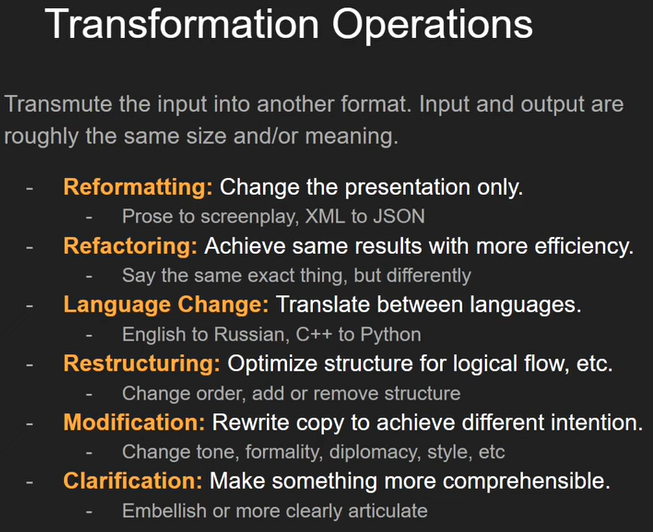 Transformation Operations
Transmute the input into another format. Input and output are
roughly the same size and/or meaning.
- Reformatting: Change the presentation only.
- Prose to screenplay, XML to JSON
- Refactoring: Achieve same results with more efficiency.
- Say the same exact thing, but differently
- Language Change: Translate between languages.
- English to Russian, C++ to Python
- Restructuring: Optimize structure for logical flow, etc.
- Change order, add or remove structure
- Modification: Rewrite copy to achieve different intention.
- Change tone, formality, diplomacy, style, etc
- Clarification: Make something more comprehensible.
- Embellish or more clearly articulate